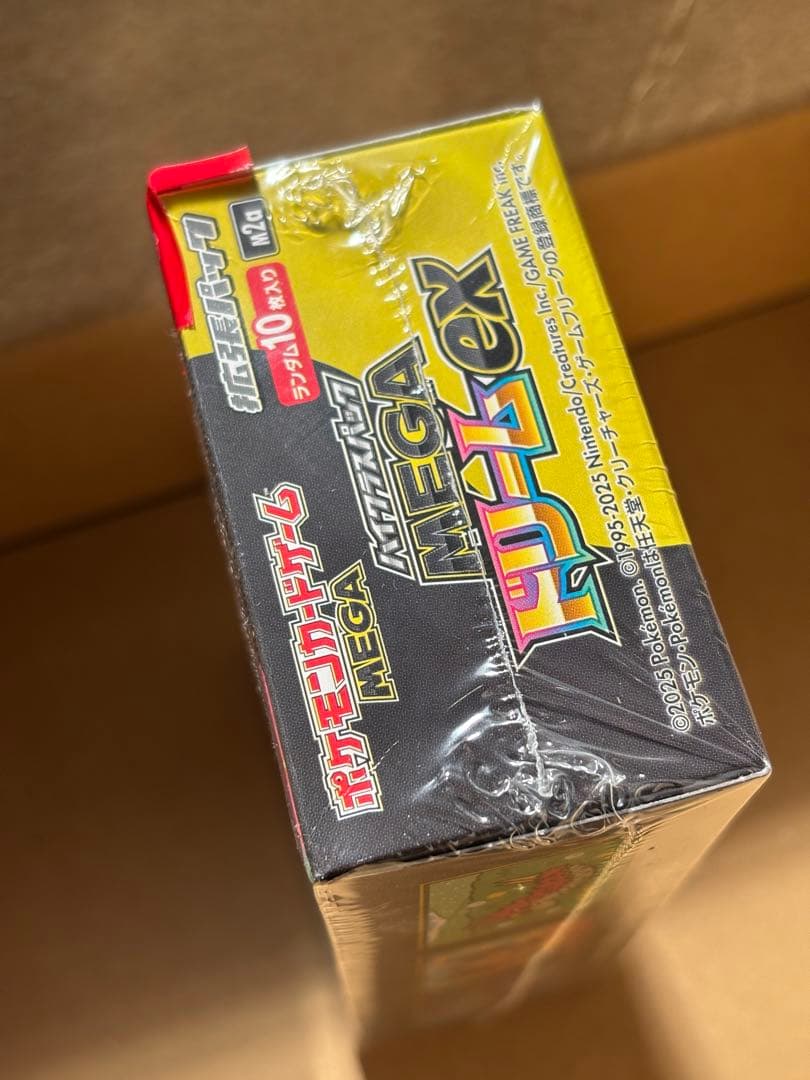 拡張パック
M2a
ランダム10枚入り
ポケモンカードゲーム
MEGA
ハイクラスパック
MEGA
ドリームex
©2025 Pokémon. ©1995-2025 Nintendo/Creatures Inc./GAME FREAK inc.
ポケモン・Pokémonは任天堂・クリーチャーズ・ゲームフリークの登録商標です。